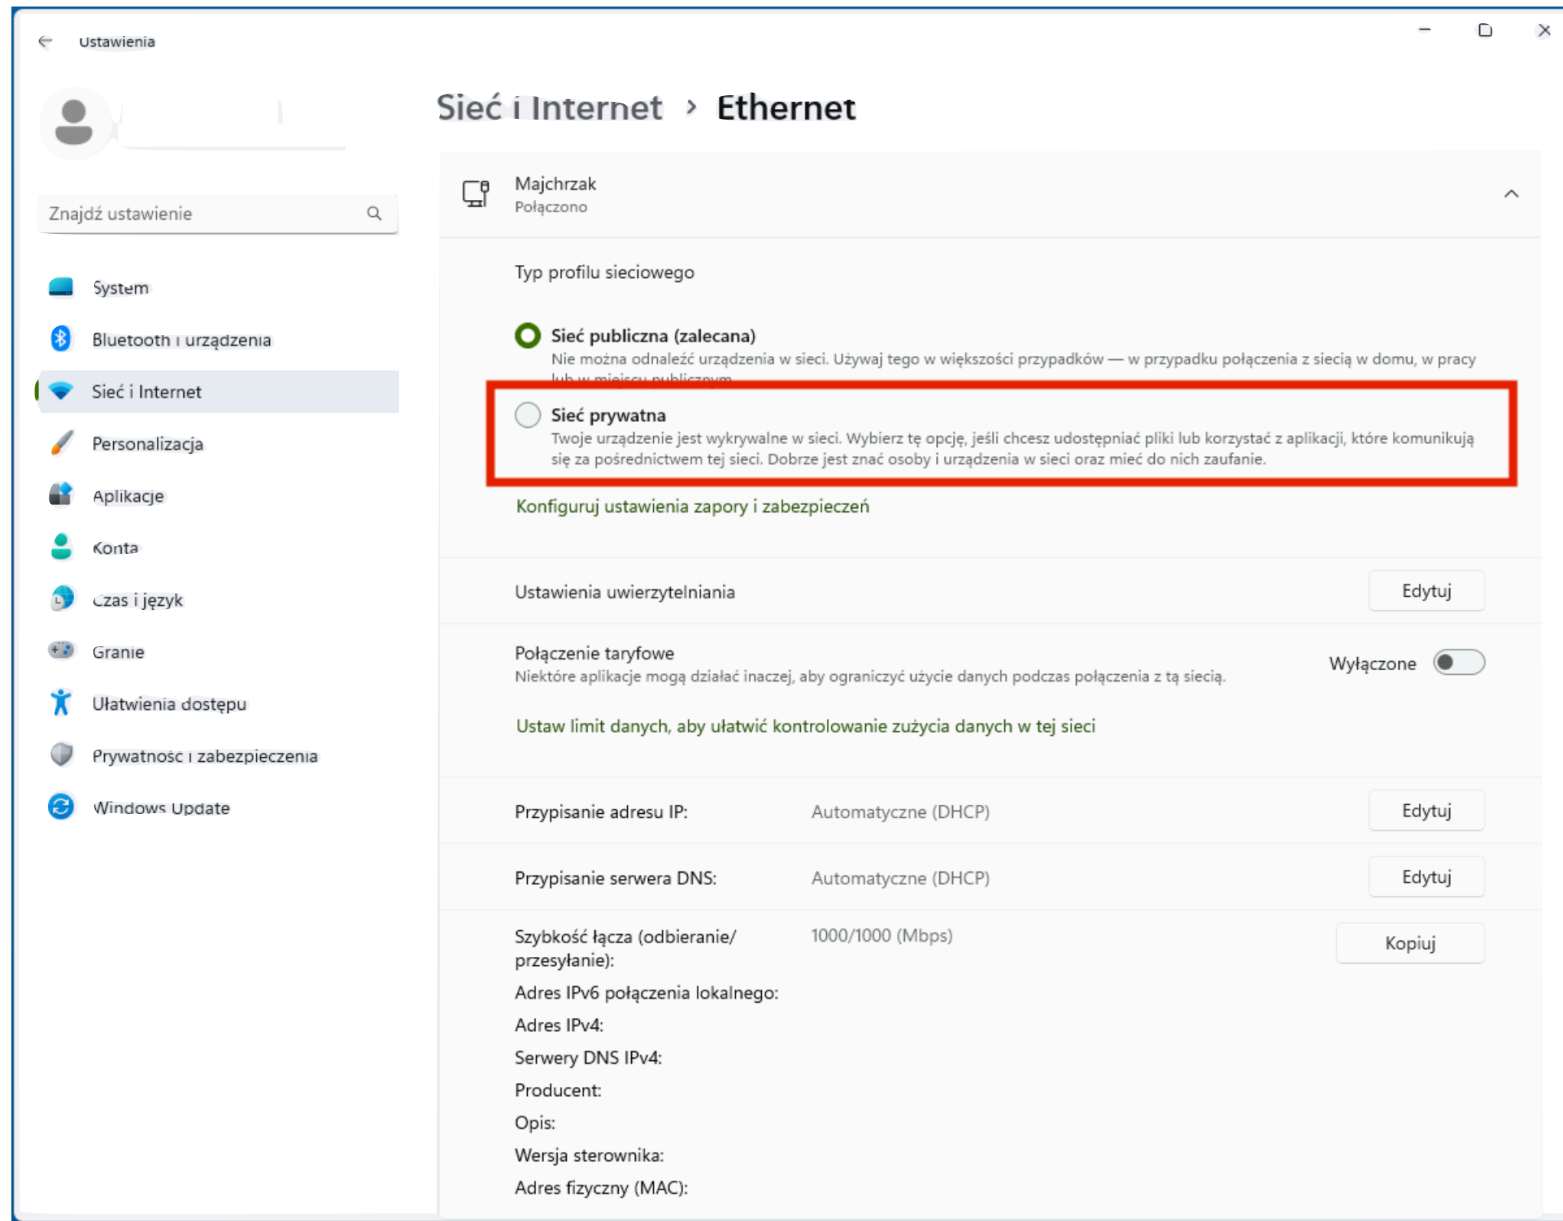 Ustawienia
Sieć i Internet › Ethernet
Znajdź ustawienie
System
Bluetooth i urządzenia
Sieć i Internet
Personalizacja
Aplikacje
Konta
Czas i język
Granie
Ułatwienia dostępu
Prywatność i zabezpieczenia
Windows Update
Majchrzak
Połączono
Typ profilu sieciowego
Sieć publiczna (zalecana)
Nie można odnaleźć urządzenia w sieci. Używaj tego w większości przypadków — w przypadku połączenia z siecią w domu, w pracy
lub w miejscu publicznym.
Sieć prywatna
Twoje urządzenie jest wykrywalne w sieci. Wybierz tę opcję, jeśli chcesz udostępniać pliki lub korzystać z aplikacji, które komunikują
się za pośrednictwem tej sieci. Dobrze jest znać osoby i urządzenia w sieci oraz mieć do nich zaufanie.
Konfiguruj ustawienia zapory i zabezpieczeń
Ustawienia uwierzytelniania Edytuj
Połączenie taryfowe
Niektóre aplikacje mogą działać inaczej, aby ograniczyć użycie danych podczas połączenia z tą siecią.
Wyłączone
Ustaw limit danych, aby ułatwić kontrolowanie zużycia danych w tej sieci
Przypisanie adresu IP: Automatyczne (DHCP) Edytuj
Przypisanie serwera DNS: Automatyczne (DHCP) Edytuj
Szybkość łącza (odbieranie/ 1000/1000 (Mbps) Kopiuj
przesyłanie):
Adres IPv6 połączenia lokalnego:
Adres IPv4:
Serwery DNS IPv4:
Producent:
Opis:
Wersja sterownika:
Adres fizyczny (MAC):